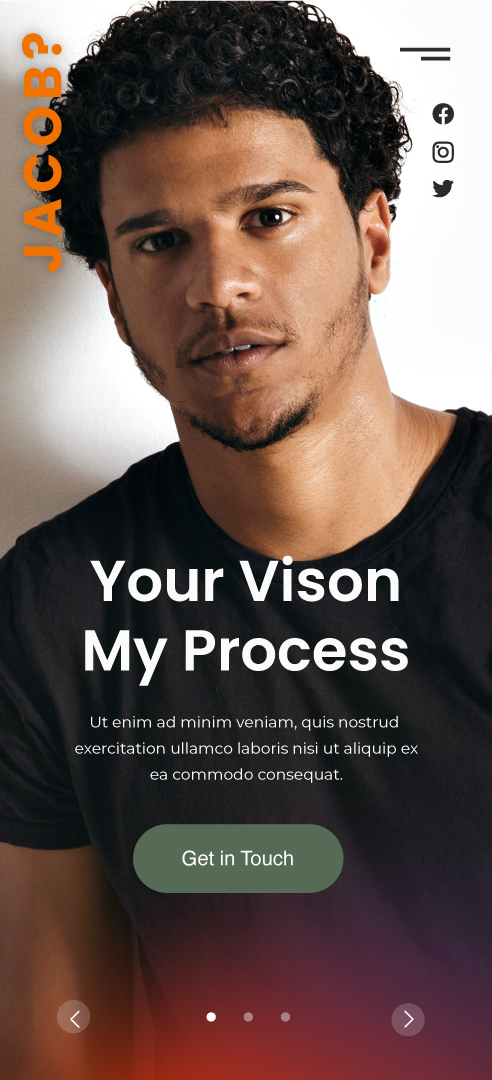 JACOB?
Your Vison
My Process
Ut enim ad minim veniam, quis nostrud
exercitation ullamco laboris nisi ut aliquip ex
ea commodo consequat.
Get in Touch